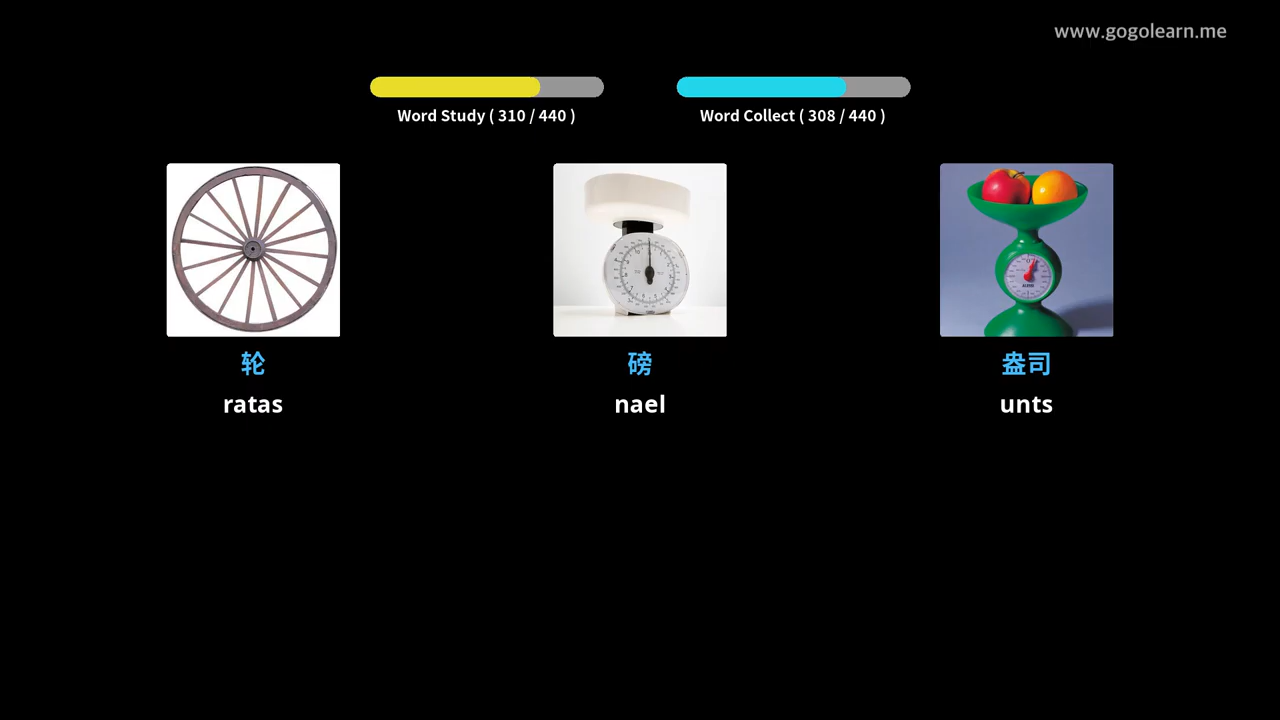 www.gogolearn.me
Word Study ( 310 / 440 )
Word Collect ( 308 / 440 )
轮
磅
盎司
ratas
nael
unts